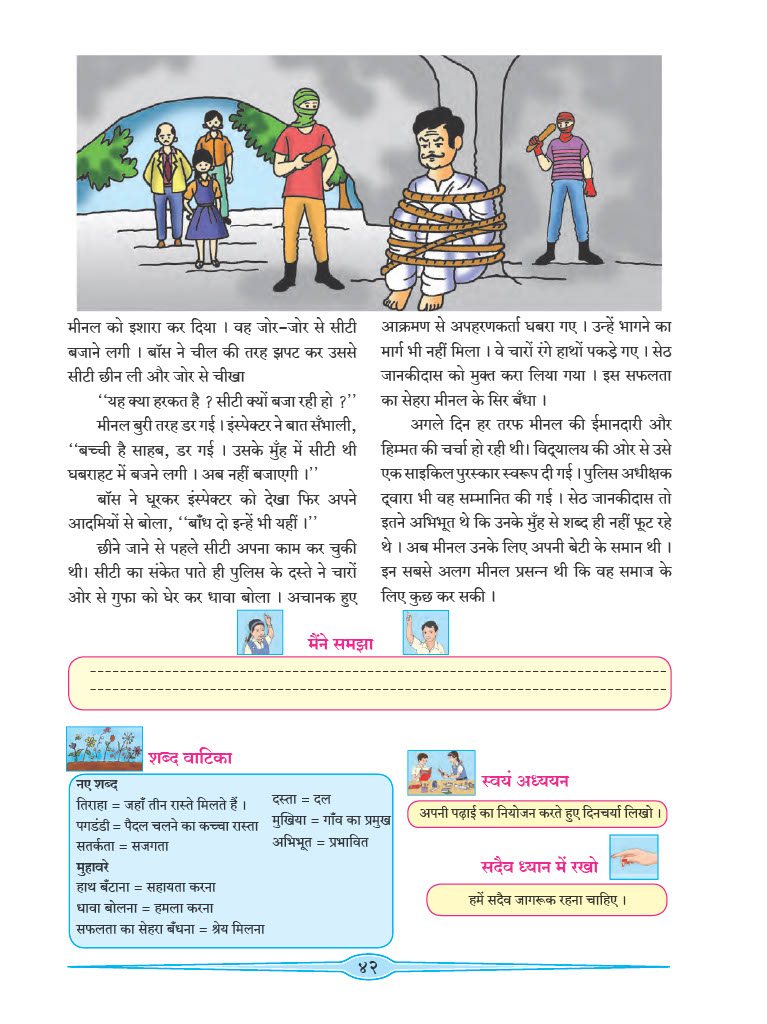 मीनल को इशारा कर दिया । वह जोर-जोर से सीटी
बजाने लगी । बॉस ने चील की तरह झपट कर उससे
सीटी छीन ली और जोर से चीखा
‘‘यह क्या हरकत है ? सीटी क्यों बजा रही हो ?’’
मीनल बुरी तरह डर गई । इंस्पेक्टर ने बात सँभाली,
‘‘बच्ची है साहब, डर गई । उसके मुँह में सीटी थी
घबराहट में बजने लगी । अब नहीं बजाएगी ।’’
बॉस ने घूरकर इंस्पेक्टर को देखा फिर अपने
आदमियों से बोला, ‘‘बाँध दो इन्हें भी यहीं ।’’
छीने जाने से पहले सीटी अपना काम कर चुकी
थी। सीटी का संकेत पाते ही पुलिस के दस्ते ने चारों
ओर से गुफा को घेर कर धावा बोला । अचानक हुए
आक्रमण से अपहरणकर्ता घबरा गए । उन्हें भागने का
मार्ग भी नहीं मिला । वे चारों रंगे हाथों पकड़े गए । सेठ
जानकीदास को मुक्त करा लिया गया । इस सफलता
का सेहरा मीनल के सिर बँधा ।
अगले दिन हर तरफ मीनल की ईमानदारी और
हिम्मत की चर्चा हो रही थी। विद्यालय की ओर से उसे
एक साइकिल पुरस्कार स्वरूप दी गई । पुलिस अधीक्षक
द्वारा भी वह सम्मानित की गई । सेठ जानकीदास तो
इतने अभिभूत थे कि उनके मुँह से शब्द ही नहीं फूट रहे
थे । अब मीनल उनके लिए अपनी बेटी के समान थी ।
इन सबसे अलग मीनल प्रसन्न थी कि वह समाज के
लिए कुछ कर सकी ।
मैंने समझा
शब्द वाटिका
नए शब्द
तिराहा = जहाँ तीन रास्ते मिलते हैं ।
पगडंडी = पैदल चलने का कच्चा रास्ता
सतर्कता = सजगता
दस्ता = दल
मुखिया = गाँव का प्रमुख
अभिभूत = प्रभावित
मुहावरे
हाथ बँटाना = सहायता करना
धावा बोलना = हमला करना
सफलता का सेहरा बँधना = श्रेय मिलना
स्वयं अध्ययन
अपनी पढ़ाई का नियोजन करते हुए दिनचर्या लिखो ।
सदैव ध्यान में रखो
हमें सदैव जागरूक रहना चाहिए ।
४२